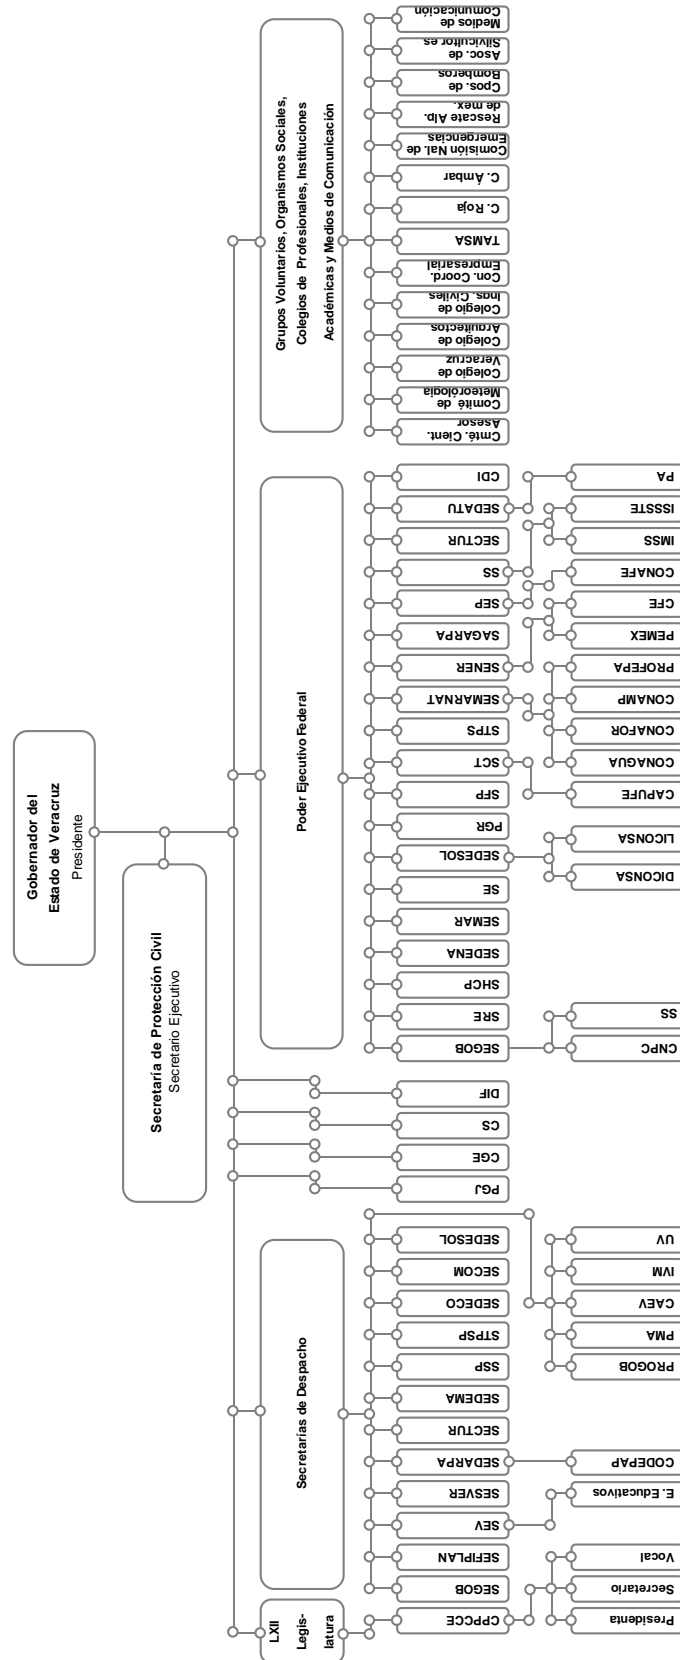 Gobernador del
Estado de Veracruz
Presidente
Secretaría de Protección Civil
Secretario Ejecutivo
LXII
Legis-
latura
Secretarías de Despacho
Poder Ejecutivo Federal
Grupos Voluntarios, Organismos Sociales,
Colegios de Profesionales, Instituciones
Académicas y Medios de Comunicación
CPPCCE
SEGOB
SEFIPLAN
SEV
SESVER
SEDARPA
SECTUR
SEDEMA
SSP
STPSP
SEDECO
SECOM
SEDESOL
PGJ
CGE
CS
DIF
SEGOB
SRE
SHCP
SEDENA
SEMAR
SE
SEDESOL
PGR
SFP
SCT
STPS
SEMARNAT
SENER
SAGARPA
SEP
SS
SECTUR
SEDATU
CDI
Cmté. Cient.
Asesor
Comité de
Meteórologia
Colegio de
Veracruz
Colegio de
Arquitectos
Colegio de
Ings. Civiles
Con. Coord.
Empresarial
TAMSA
C. Roja
C. Ámbar
Comisión Nal. de
Emergencias
Rescate Alp.
de mex.
Cpos. de
Bomberos
Asoc. de
Silvicultor es
Medios de
Comunicación
Presidenta
Secretario
Vocal
E. Educativos
CODEPAP
PROGOB
PMA
CAEV
IVM
UV
CNPC
SS
DICONSA
LICONSA
CAPUFE
CONAGUA
CONAFOR
CONAMP
PROFEPA
PEMEX
CFE
CONAFE
IMSS
ISSSTE
PA